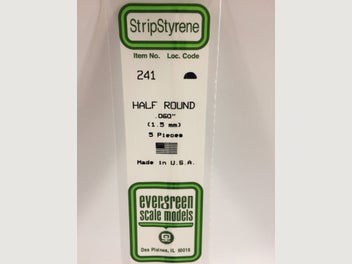 StripStyrene
Item No. Loc. Code
241
HALF ROUND
.060"
(1.5 mm)
5 Pieces
Made in U.S.A.
evergreen
scale models
Des Plaines, IL 60018